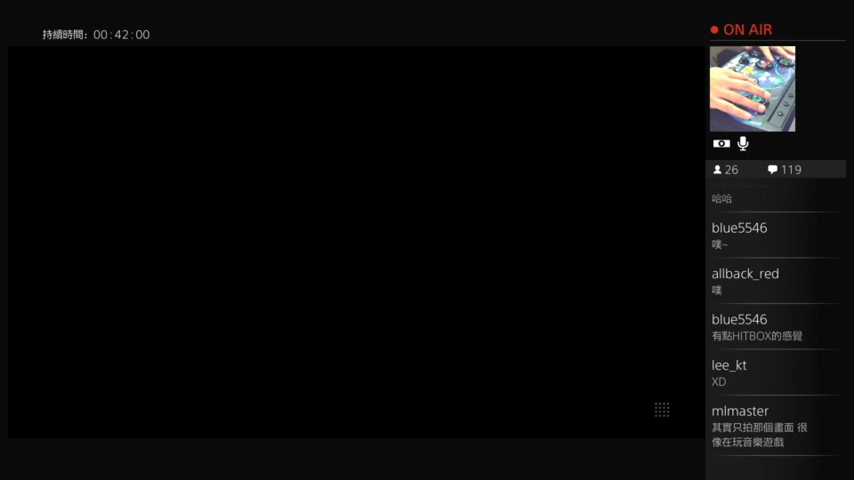 持續時間: 00:42:00
ON AIR
26 119
哈哈
blue5546
噗~
allback_red
噗
blue5546
有點HITBOX的感覺
lee_kt
XD
mlmaster
其實只拍那個畫面 很
像在玩音樂遊戲